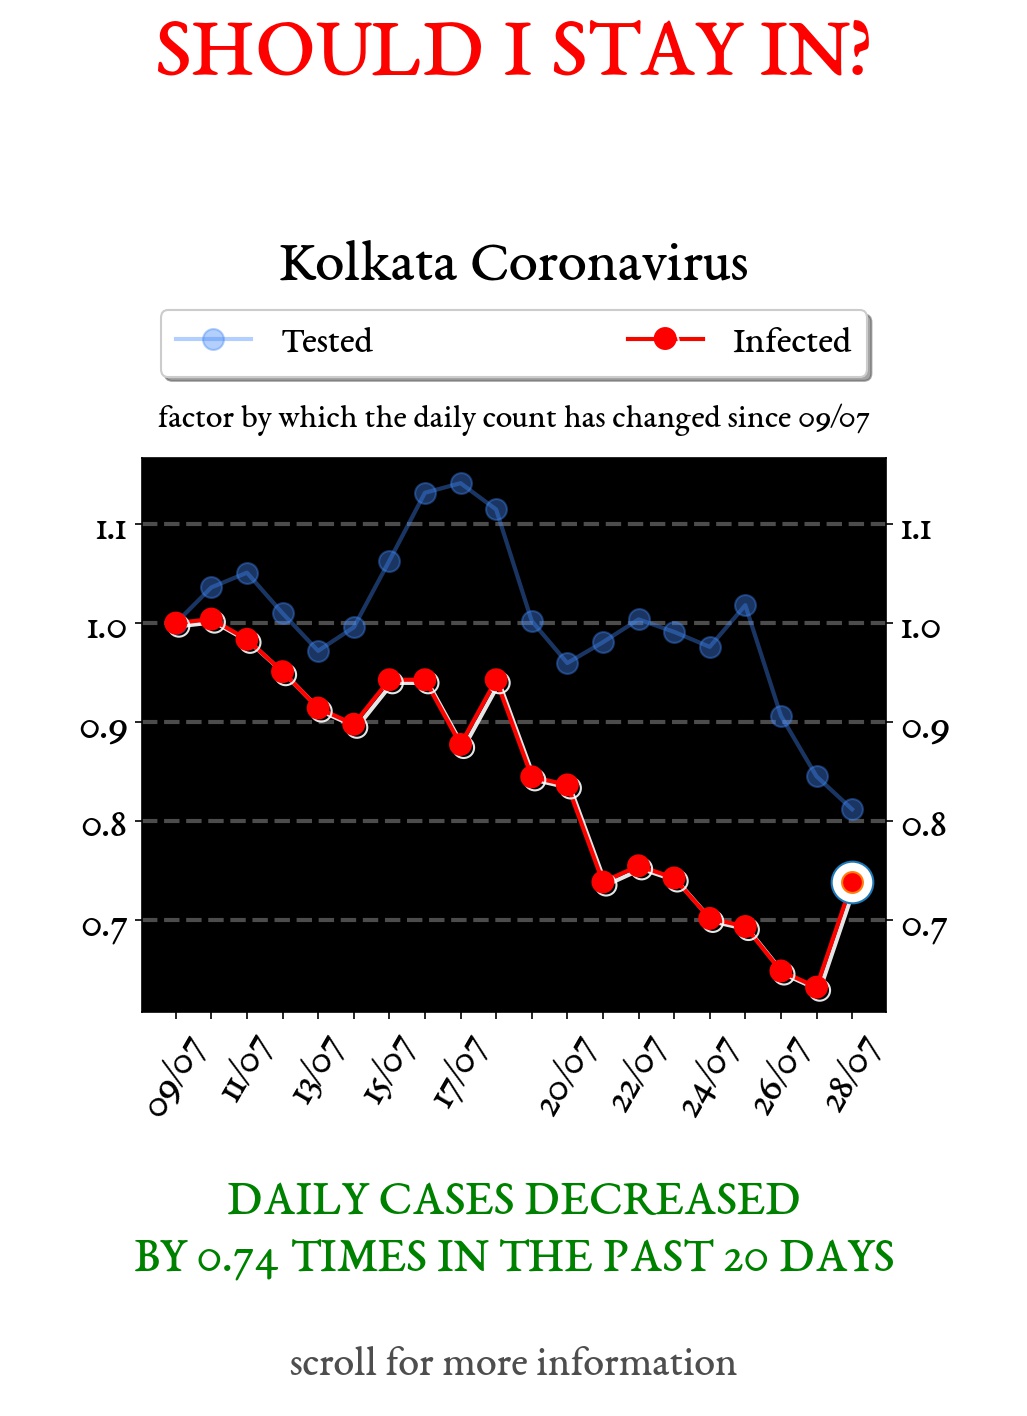 SHOULD I STAY IN?
Kolkata Coronavirus
Tested Infected
factor by which the daily count has changed since 09/07
1.1 1.1
1.0 1.0
0.9 0.9
0.8 0.8
0.7 0.7
09/07 11/07 13/07 15/07 17/07 20/07 22/07 24/07 26/07 28/07
DAILY CASES DECREASED
BY 0.74 TIMES IN THE PAST 20 DAYS
scroll for more information